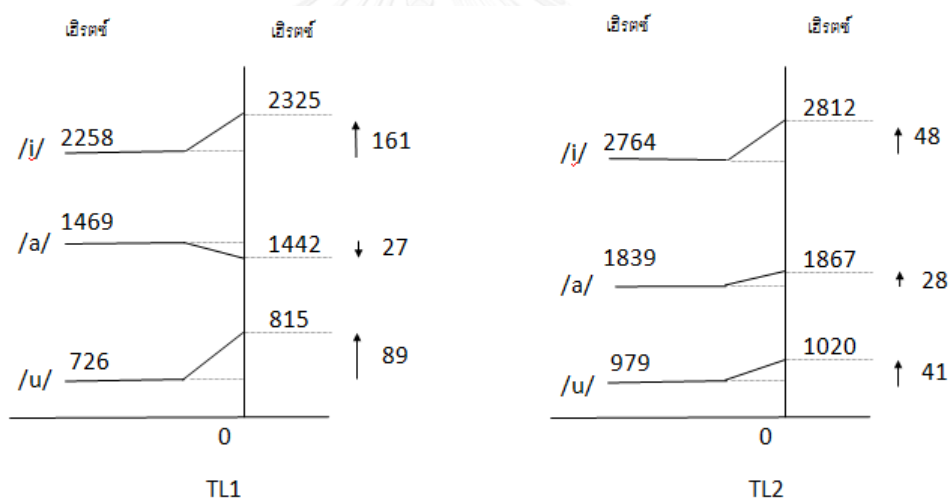 เฮิรตซ์ เฮิรตซ์
2325
/i/ 2258 ↑ 161
1469
/a/ 1442 ↓ 27
815
/u/ 726 ↑ 89
0
TL1
เฮิรตซ์ เฮิรตซ์
2812
/i/ 2764 ↑ 48
1839 1867
/a/ ↑ 28
1020
/u/ 979 ↑ 41
0
TL2